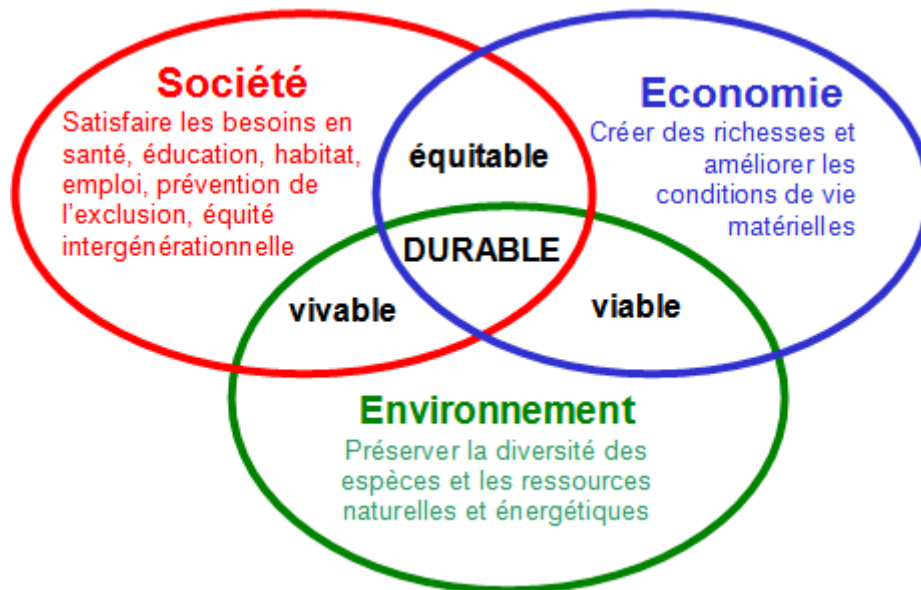 Société
Satisfaire les besoins en
santé, éducation, habitat,
emploi, prévention de
l'exclusion, équité
intergénérationnelle
équitable
Economie
Créer des richesses et
améliorer les
conditions de vie
matérielles
DURABLE
vivable
viable
Environnement
Préserver la diversité des
espèces et les ressources
naturelles et énergétiques